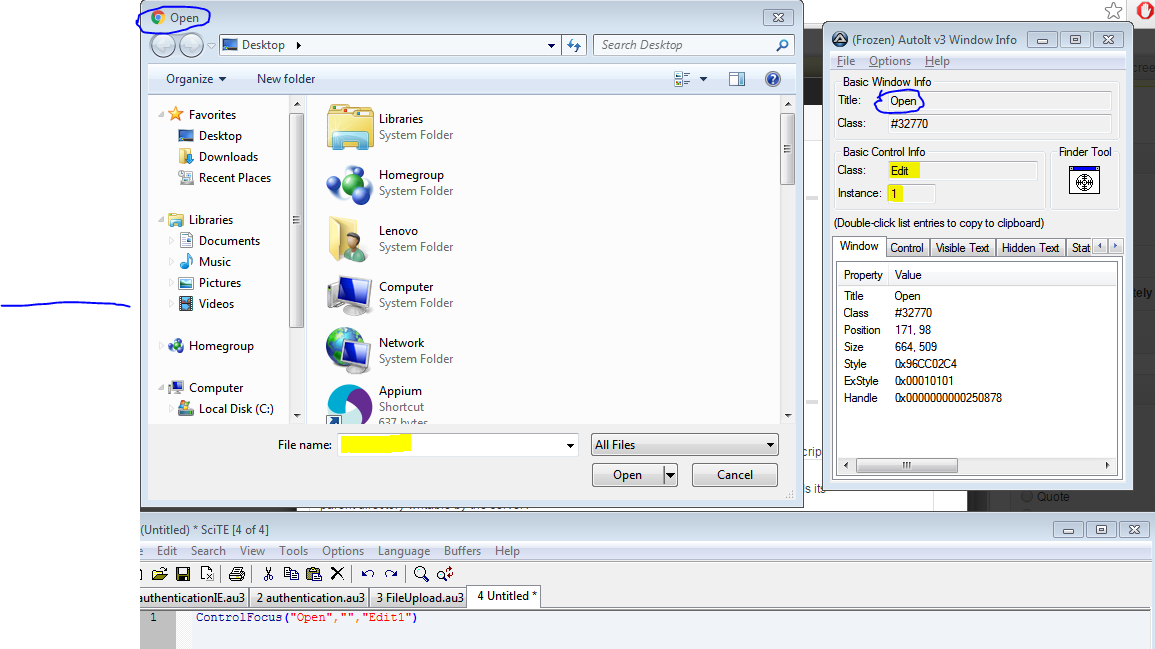 Open
Desktop
Search Desktop
Organize
New folder
Favorites
Desktop
Downloads
Recent Places
Libraries
Documents
Music
Pictures
Videos
Homegroup
Computer
Local Disk (C:)
Libraries
System Folder
Homegroup
System Folder
Lenovo
System Folder
Computer
System Folder
Network
System Folder
Appium
Shortcut
637 bytes
File name:
All Files
Open
Cancel
(Frozen) AutoIt v3 Window Info
File Options Help
Basic Window Info
Title: Open
Class: #32770
Basic Control Info
Class: Edit
Instance: 1
Finder Tool
(Double-click list entries to copy to clipboard)
Window Control Visible Text Hidden Text Stat
Property Value
Title Open
Class #32770
Position 171, 98
Size 664, 509
Style 0x96CC02C4
ExStyle 0x00010101
Handle 0x0000000000250878
s its
Quote
(Untitled) * SciTE [4 of 4]
Edit Search View Tools Options Language Buffers Help
authenticationIE.au3 2 authentication.au3 3 FileUpload.au3 4 Untitled *
1 ControlFocus("Open","","Edit1")